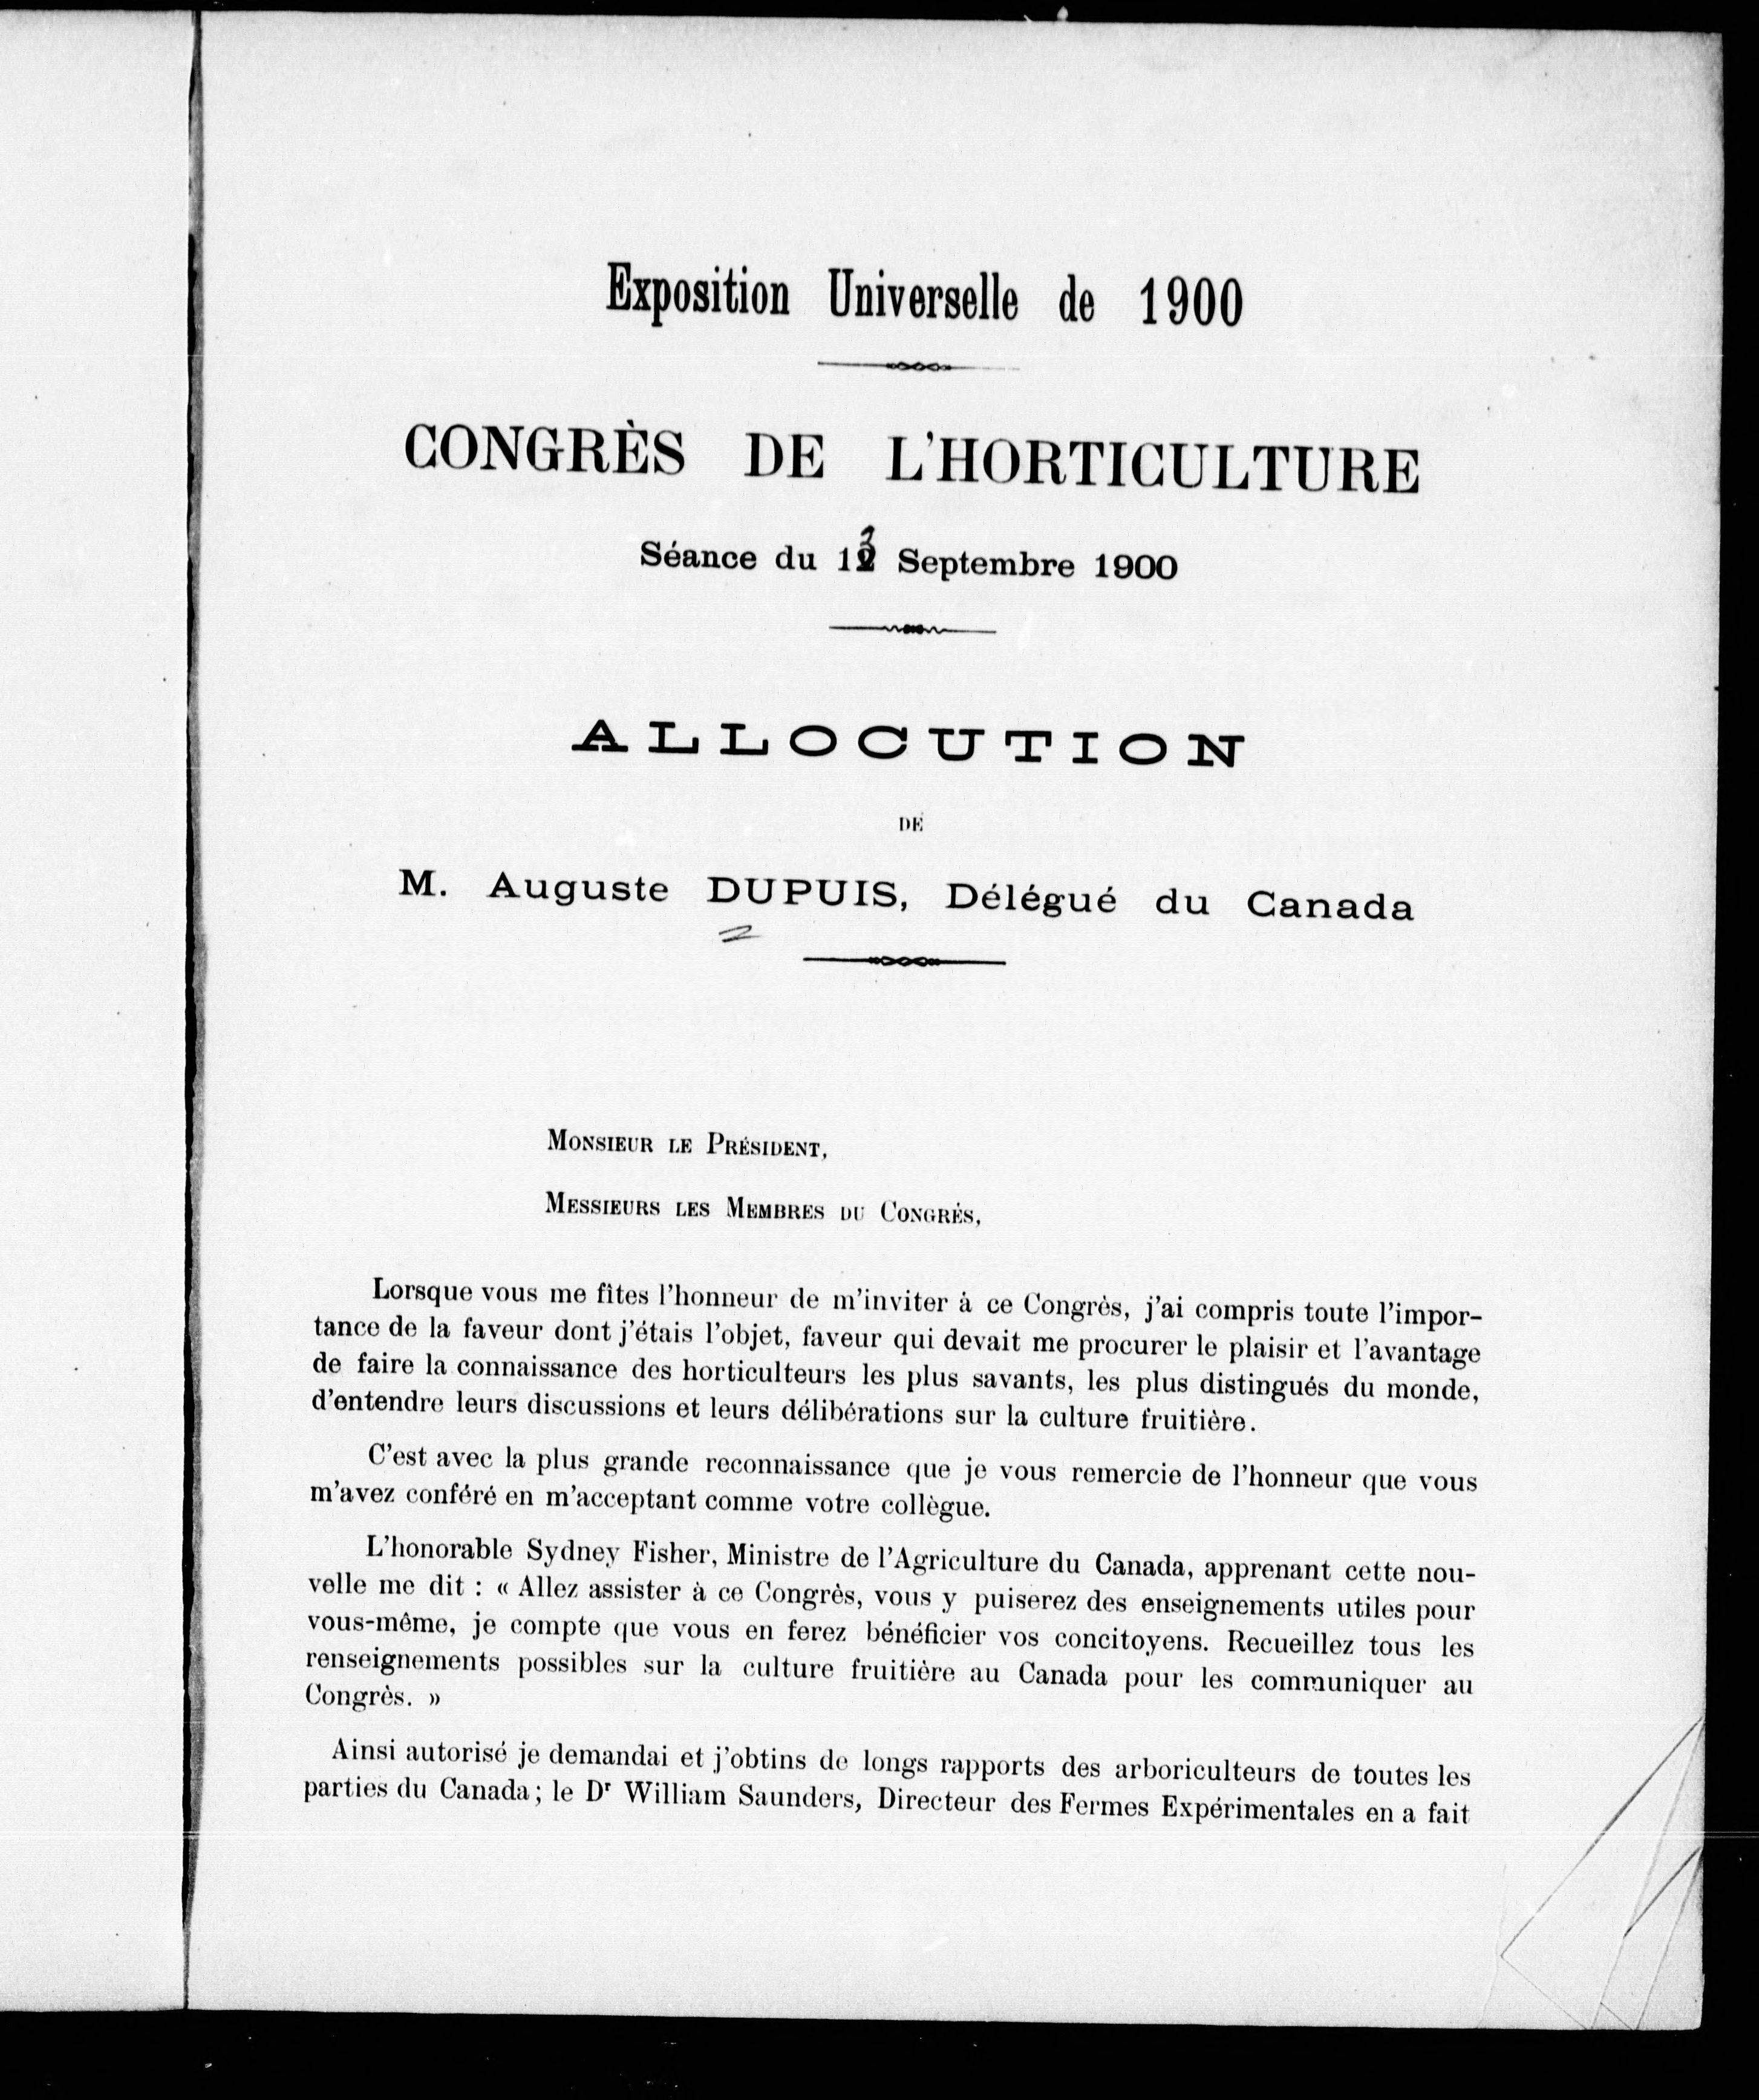 Exposition Universelle de 1900
CONGRÈS DE L'HORTICULTURE
Séance du 13 Septembre 1900
ALLOCUTION
DE
M. Auguste DUPUIS, Délégué du Canada
MONSIEUR LE PRÉSIDENT,
MESSIEURS LES MEMBRES DU CONGRÈS,
Lorsque vous me fîtes l'honneur de m'inviter à ce Congrès, j'ai compris toute l'impor-
tance de la faveur dont j'étais l'objet, faveur qui devait me procurer le plaisir et l'avantage
de faire la connaissance des horticulteurs les plus savants, les plus distingués du monde,
d'entendre leurs discussions et leurs délibérations sur la culture fruitière.
C'est avec la plus grande reconnaissance que je vous remercie de l'honneur que vous
m'avez conféré en m'acceptant comme votre collègue.
L'honorable Sydney Fisher, Ministre de l'Agriculture du Canada, apprenant cette nou-
velle me dit : « Allez assister à ce Congrès, vous y puiserez des enseignements utiles pour
vous-même, je compte que vous en ferez bénéficier vos concitoyens. Recueillez tous les
renseignements possibles sur la culture fruitière au Canada pour les communiquer au
Congrès. »
Ainsi autorisé je demandai et j'obtins de longs rapports des arboriculteurs de toutes les
parties du Canada; le Dr William Saunders, Directeur des Fermes Expérimentales en a fait